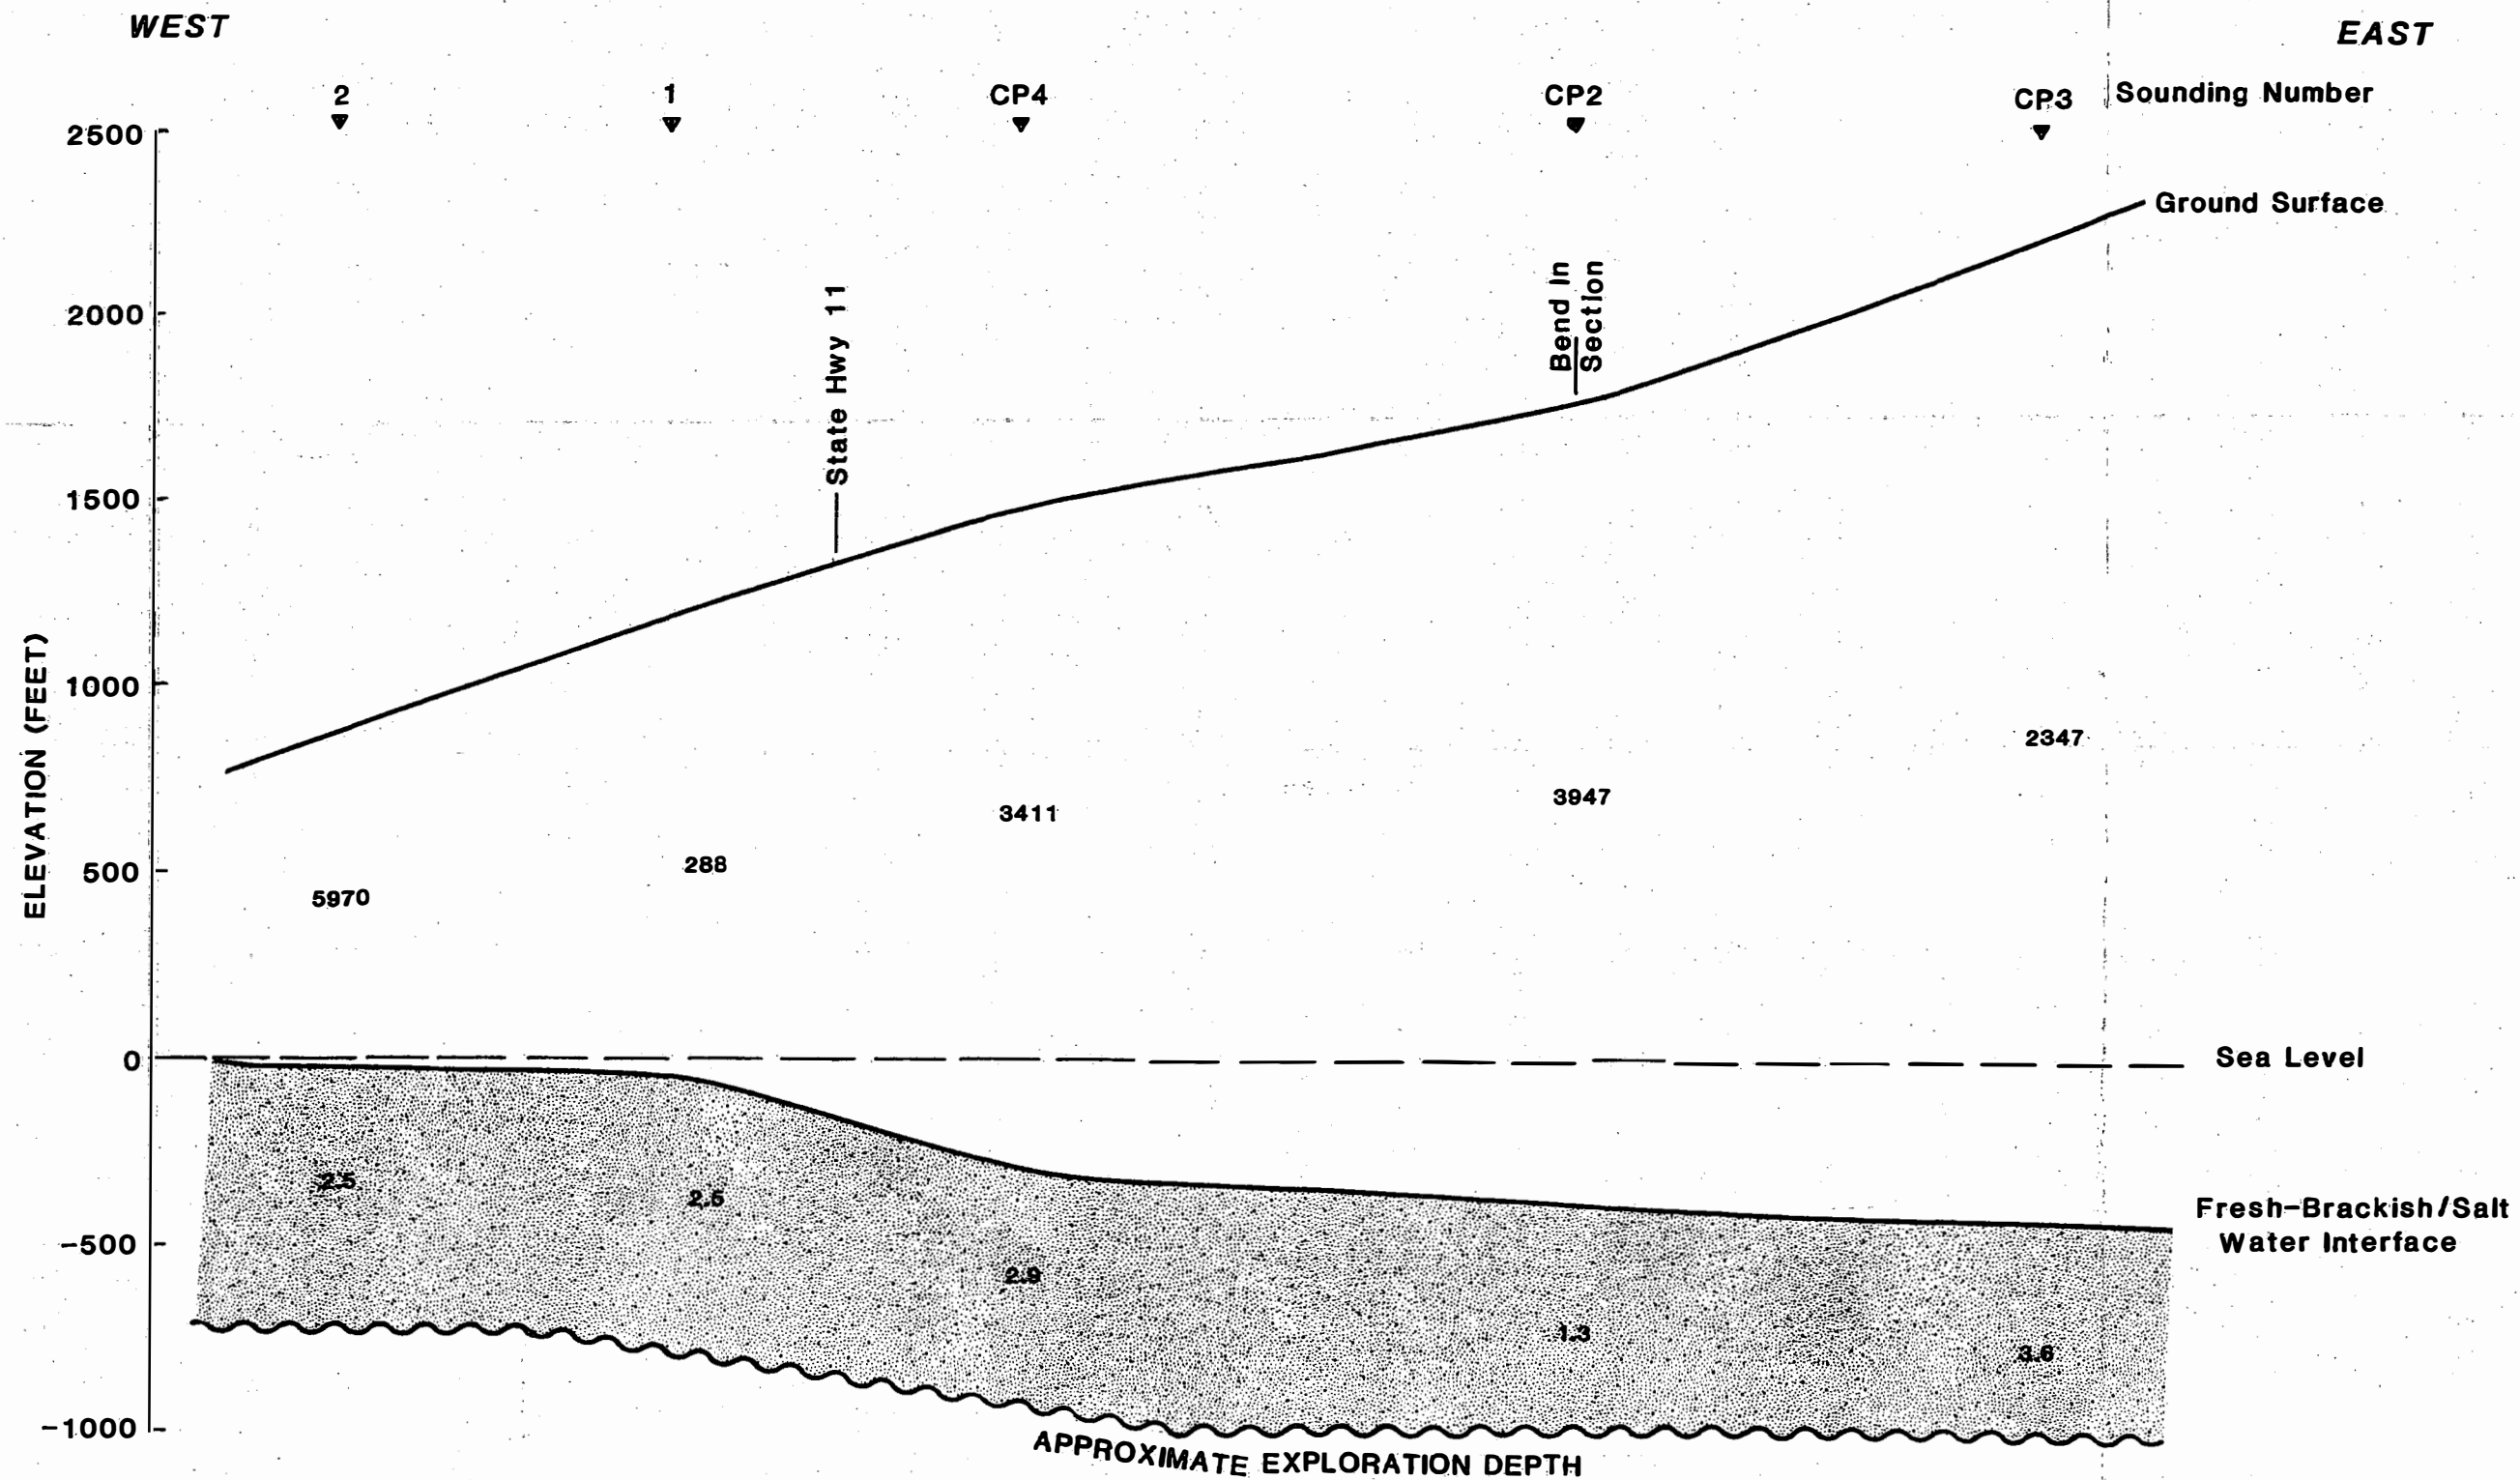 WEST
EAST
2
1
CP4
CP2
CP3
Sounding Number
2500
Ground Surface
2000
State Hwy 11
Bend in
Section
1500
1000
ELEVATION (FEET)
2347
3947
3411
288
500
5970
0
Sea Level
2.5
2.5
Fresh-Brackish/Salt
Water Interface
-500
2.9
1.3
3.6
-1000
APPROXIMATE EXPLORATION DEPTH